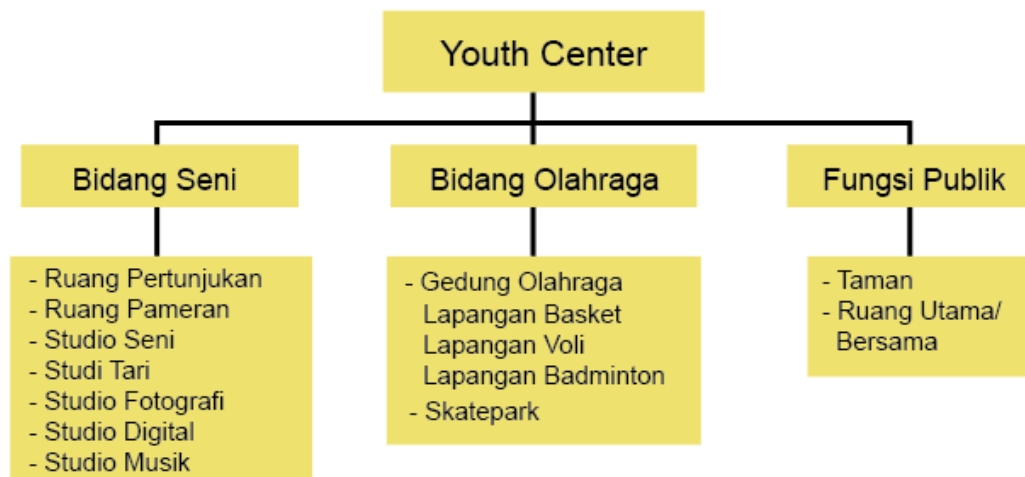 Youth Center
Bidang Seni
- Ruang Pertunjukan
- Ruang Pameran
- Studio Seni
- Studi Tari
- Studio Fotografi
- Studio Digital
- Studio Musik
Bidang Olahraga
- Gedung Olahraga
Lapangan Basket
Lapangan Voli
Lapangan Badminton
- Skatepark
Fungsi Publik
- Taman
- Ruang Utama/
Bersama